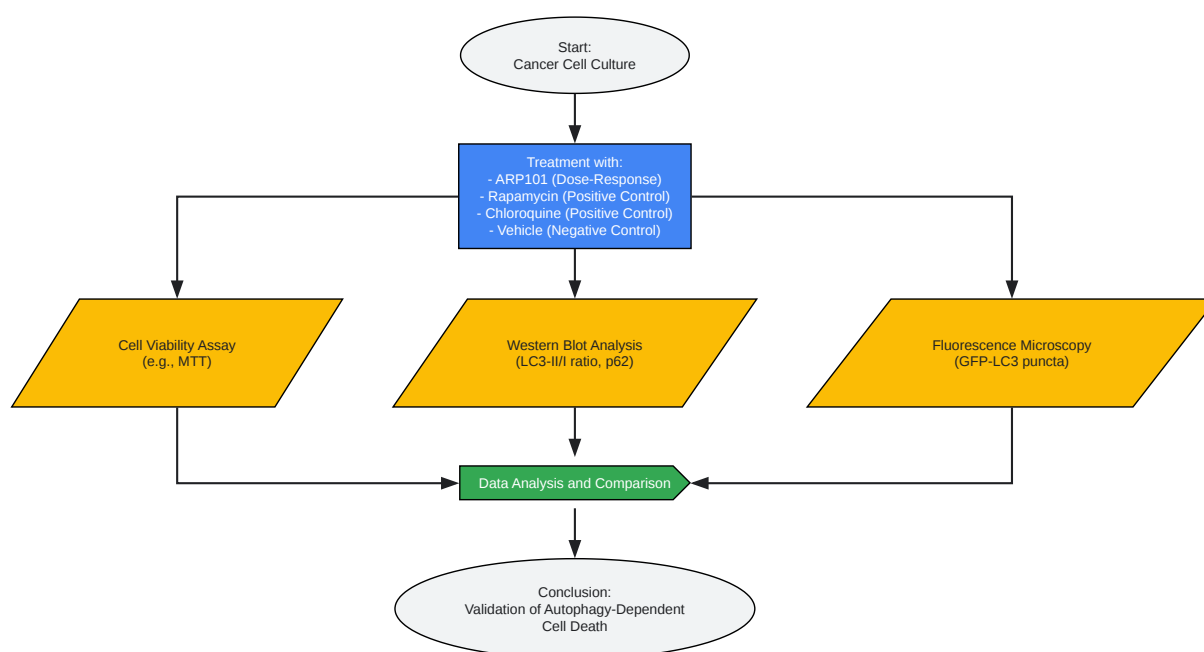 Start:
Cancer Cell Culture
Treatment with:
- ARP101 (Dose-Response)
- Rapamycin (Positive Control)
- Chloroquine (Positive Control)
- Vehicle (Negative Control)
Cell Viability Assay
(e.g., MTT)
Western Blot Analysis
(LC3-II/I ratio, p62)
Fluorescence Microscopy
(GFP-LC3 puncta)
Data Analysis and Comparison
Conclusion:
Validation of Autophagy-Dependent
Cell Death